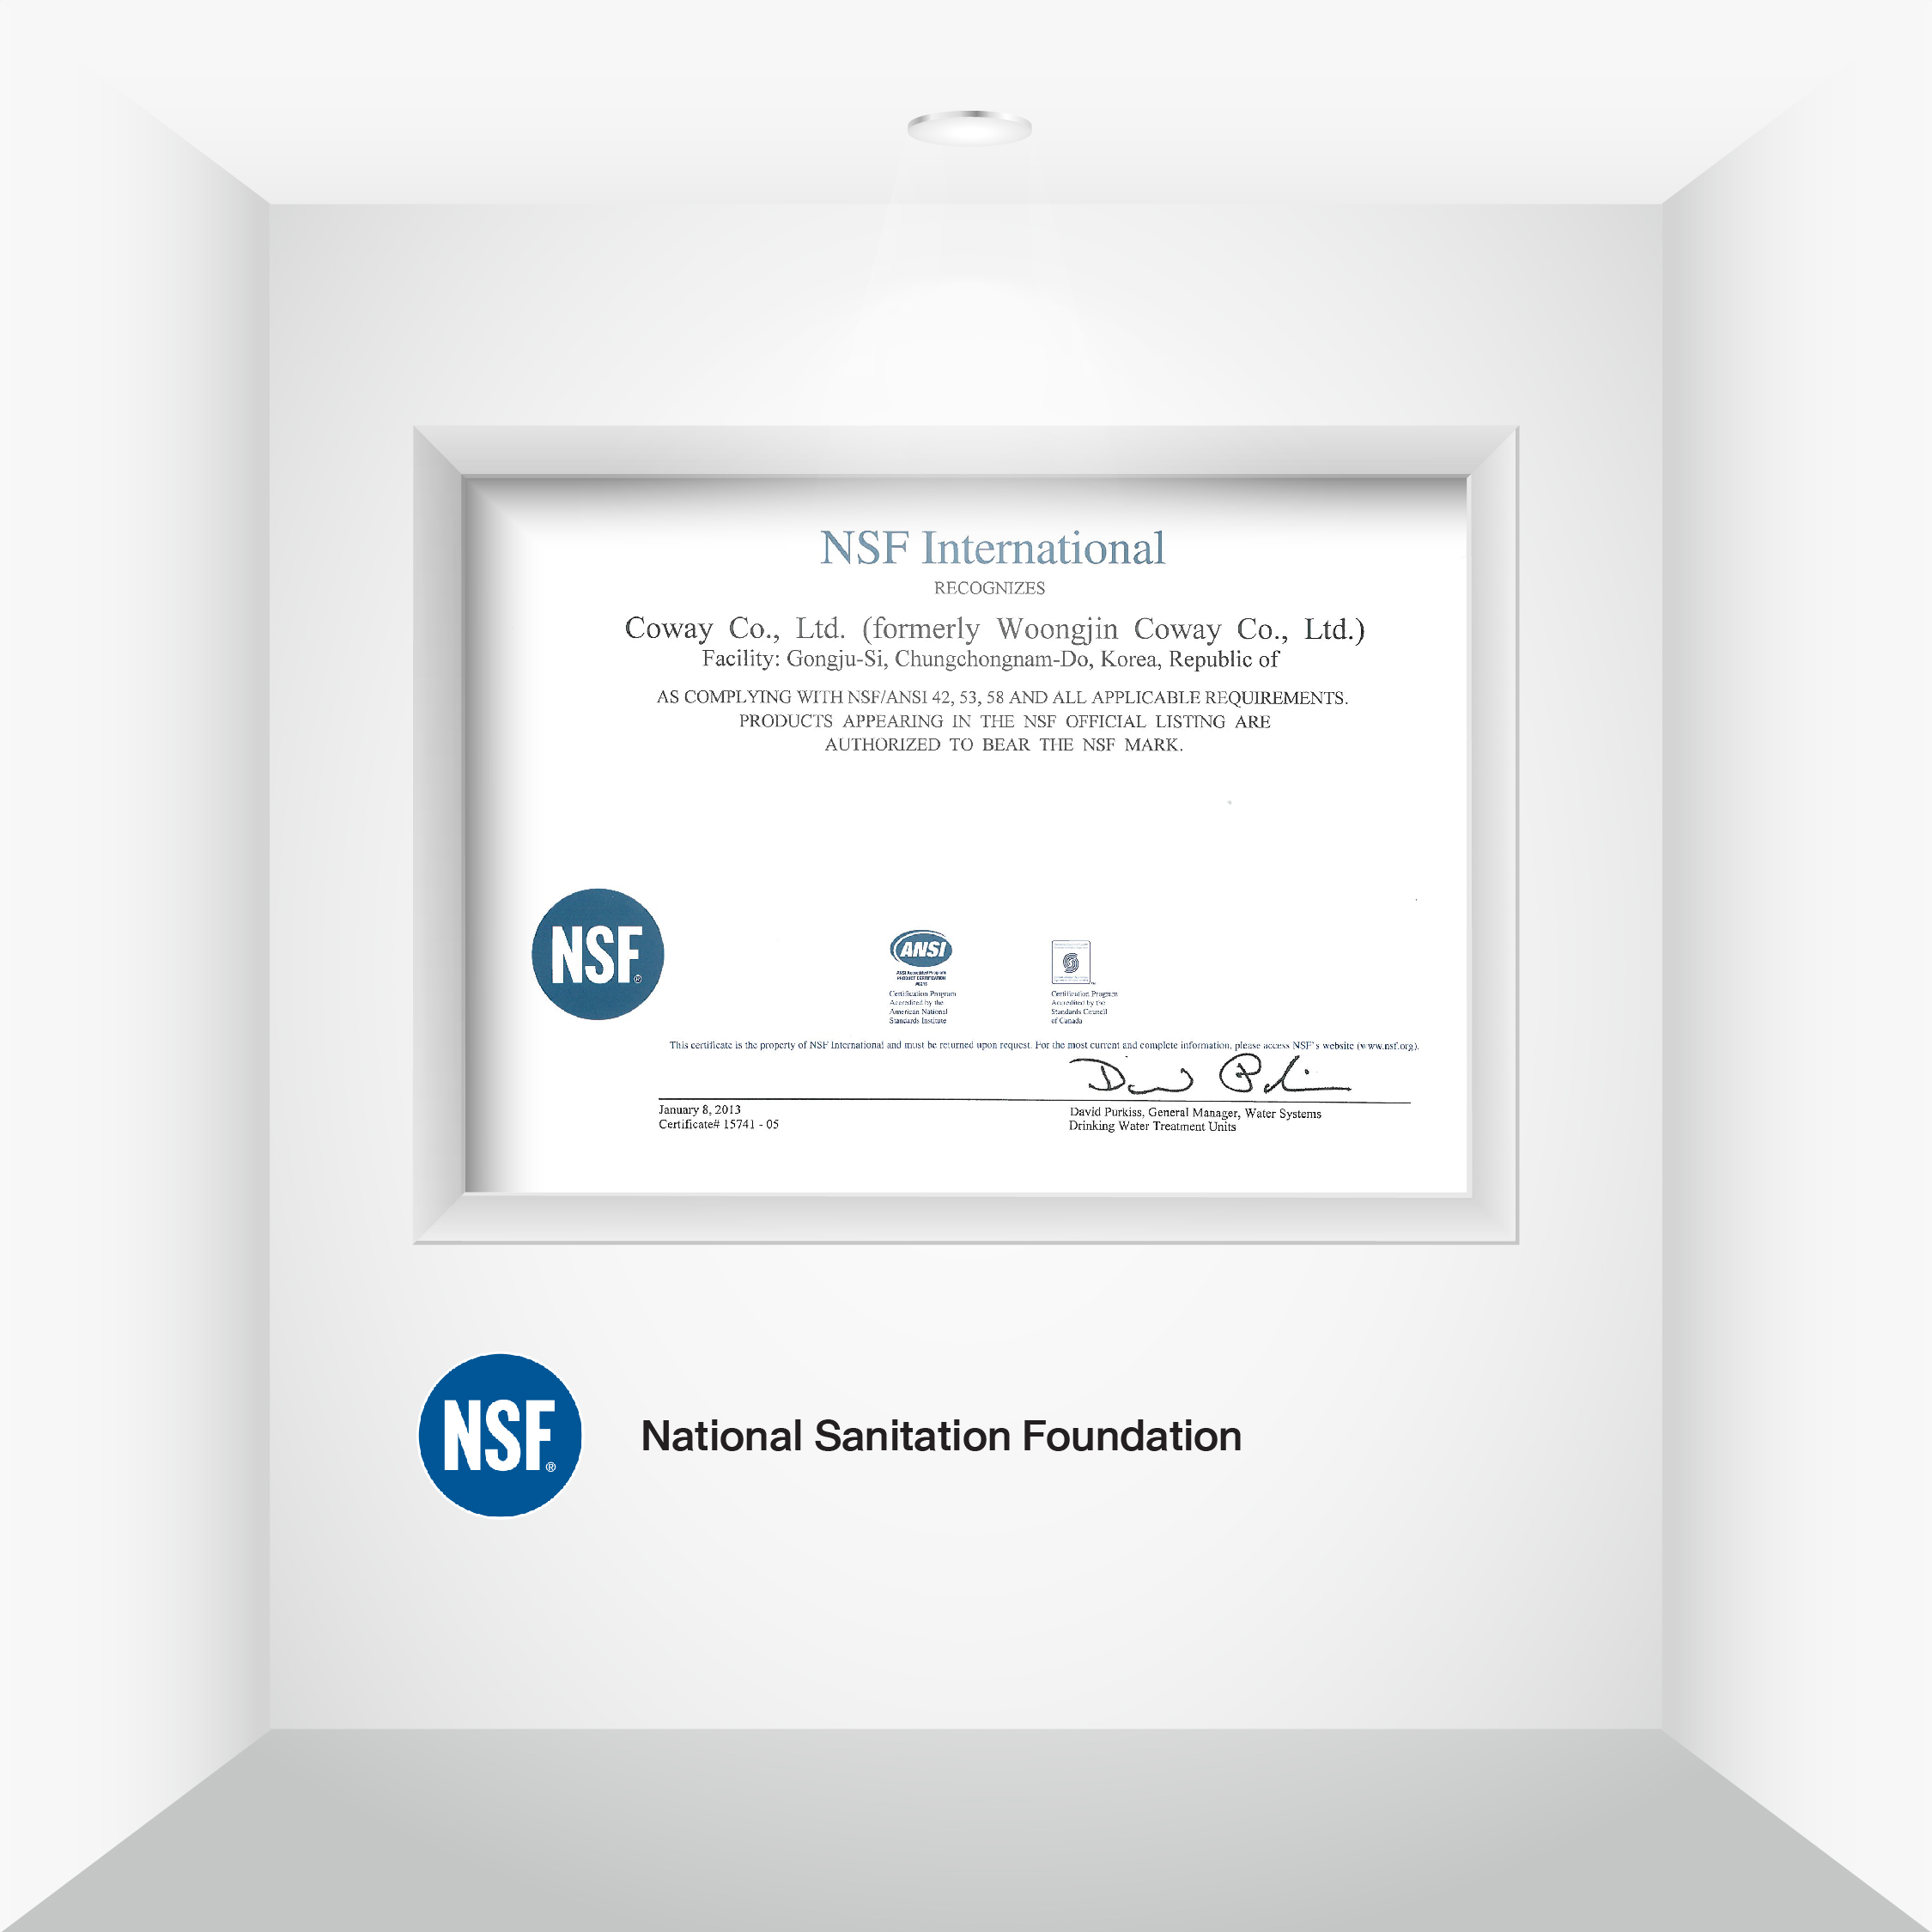 NSF International
RECOGNIZES
Coway Co., Ltd. (formerly Woongjin Coway Co., Ltd.)
Facility: Gongju-Si, Chungchongnam-Do, Korea, Republic of
AS COMPLYING WITH NSF/ANSI 42, 53, 58 AND ALL APPLICABLE REQUIREMENTS.
PRODUCTS APPEARING IN THE NSF OFFICIAL LISTING ARE
AUTHORIZED TO BEAR THE NSF MARK.
NSF®
ANSI
ANSI Accredited Program
PRODUCT CERTIFICATION
Certification Program
Accredited by the
American National
Standards Institute
Certification Program
Accredited by the
Standards Council
of Canada
This certificate is the property of NSF International and must be returned upon request. For the most current and complete information, please access NSF's website (www.nsf.org).
January 8, 2013
Certificate# 15741 - 05
David Purkiss, General Manager, Water Systems
Drinking Water Treatment Units
NSF®
National Sanitation Foundation